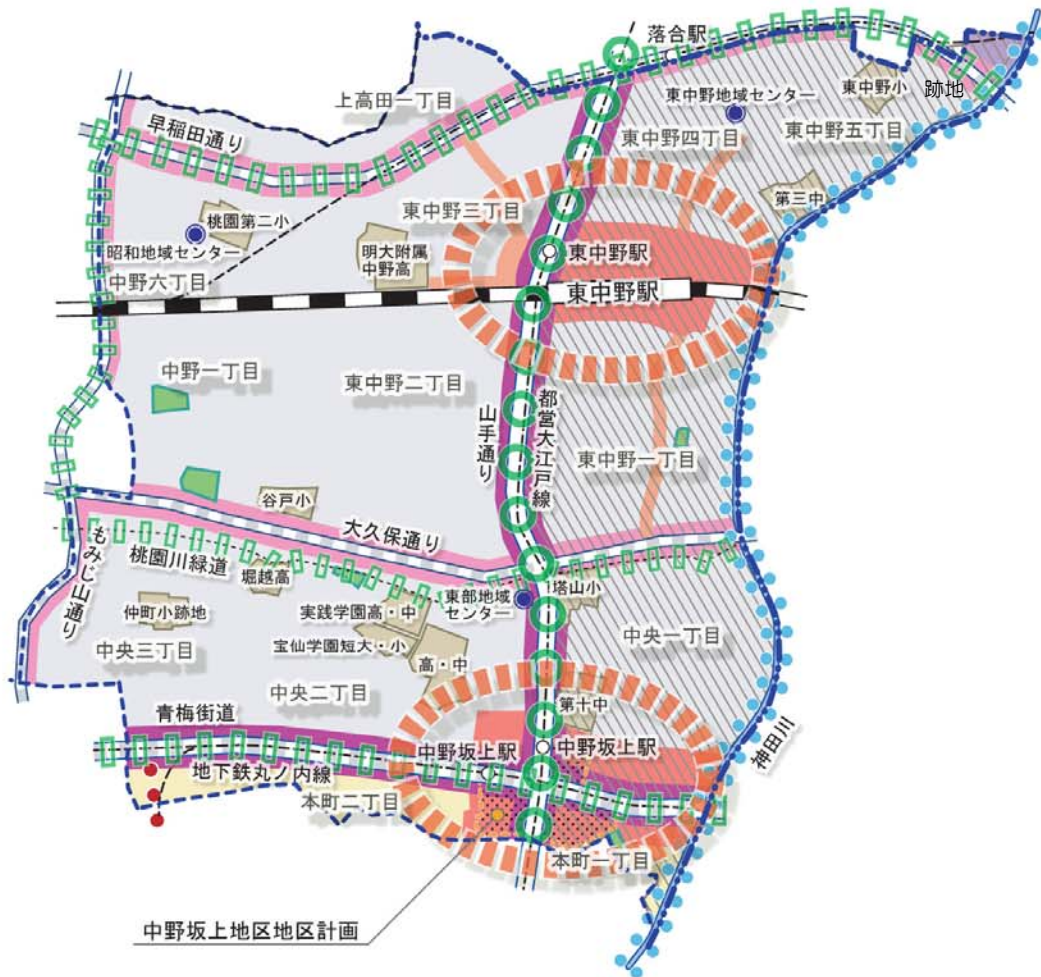 落合駅
上高田一丁目
東中野地域センター
東中野小
跡地
早稲田通り
東中野四丁目
東中野五丁目
第三中
桃園第二小
東中野三丁目
昭和地域センター
明大附属
中野高
東中野駅
中野六丁目
東中野駅
中野一丁目
東中野二丁目
山手通り
都営大江戸線
東中野一丁目
谷戸小
大久保通り
もみじ山通り
桃園川緑道
堀越高
東部地域
センター
塔山小
仲町小跡地
実践学園高・中
宝仙学園短大・小
高・中
中央一丁目
中央三丁目
中央二丁目
第十中
青梅街道
中野坂上駅
中野坂上駅
神田川
地下鉄丸ノ内線
本町二丁目
本町一丁目
中野坂上地区地区計画